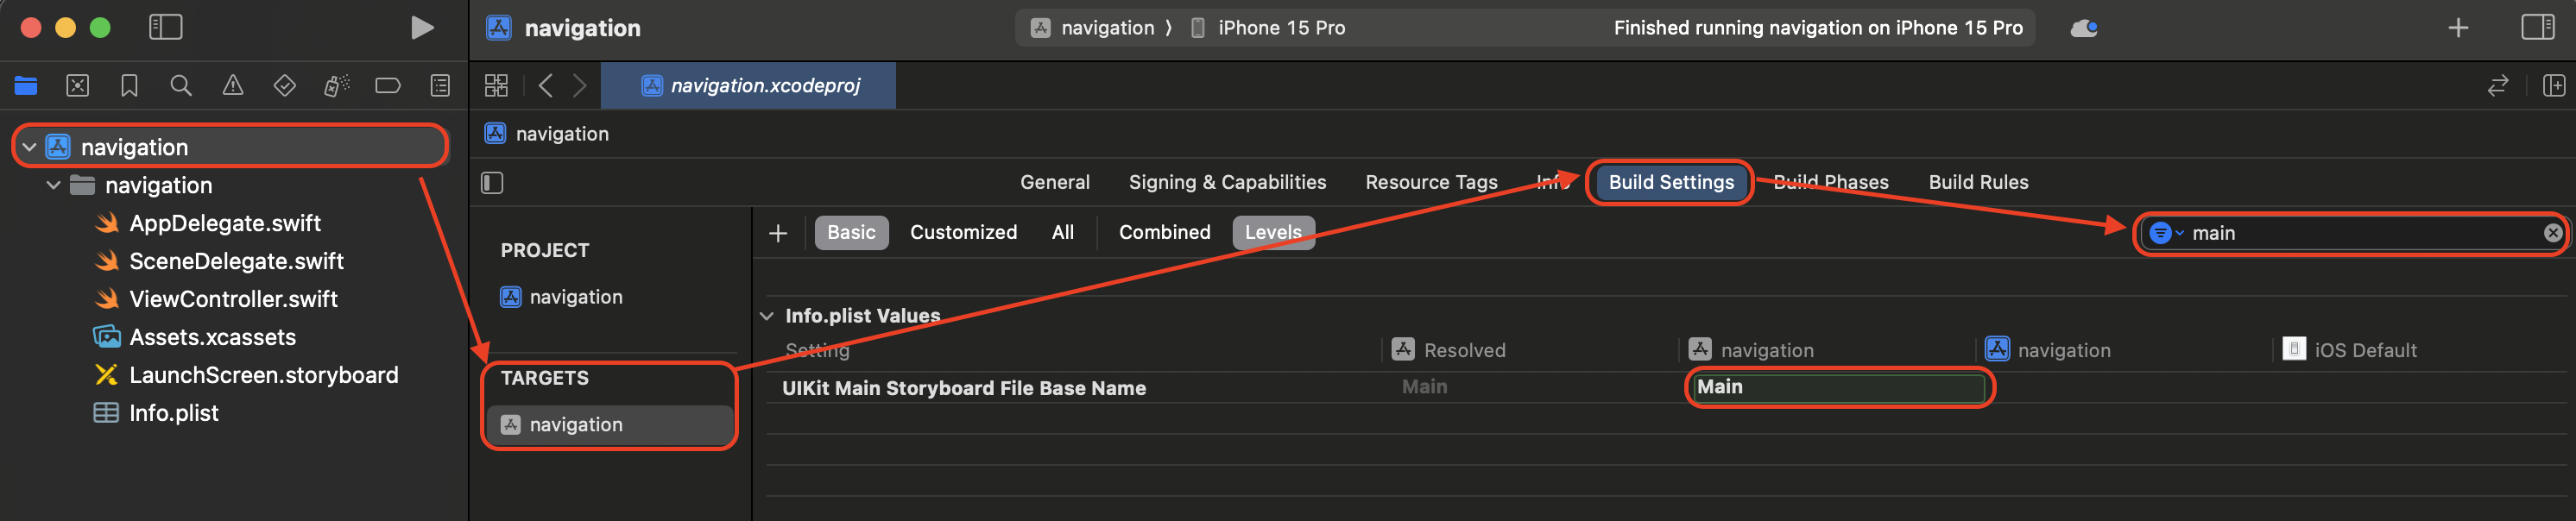 navigation
navigation 〉 iPhone 15 Pro
Finished running navigation on iPhone 15 Pro
navigation.xcodeproj
navigation
navigation
navigation
AppDelegate.swift
SceneDelegate.swift
ViewController.swift
Assets.xcassets
LaunchScreen.storyboard
Info.plist
General Signing & Capabilities Resource Tags Info Build Settings Build Phases Build Rules
PROJECT
navigation
TARGETS
navigation
Basic Customized All Combined Levels
main
Info.plist Values
Setting Resolved navigation navigation iOS Default
UIKit Main Storyboard File Base Name Main Main